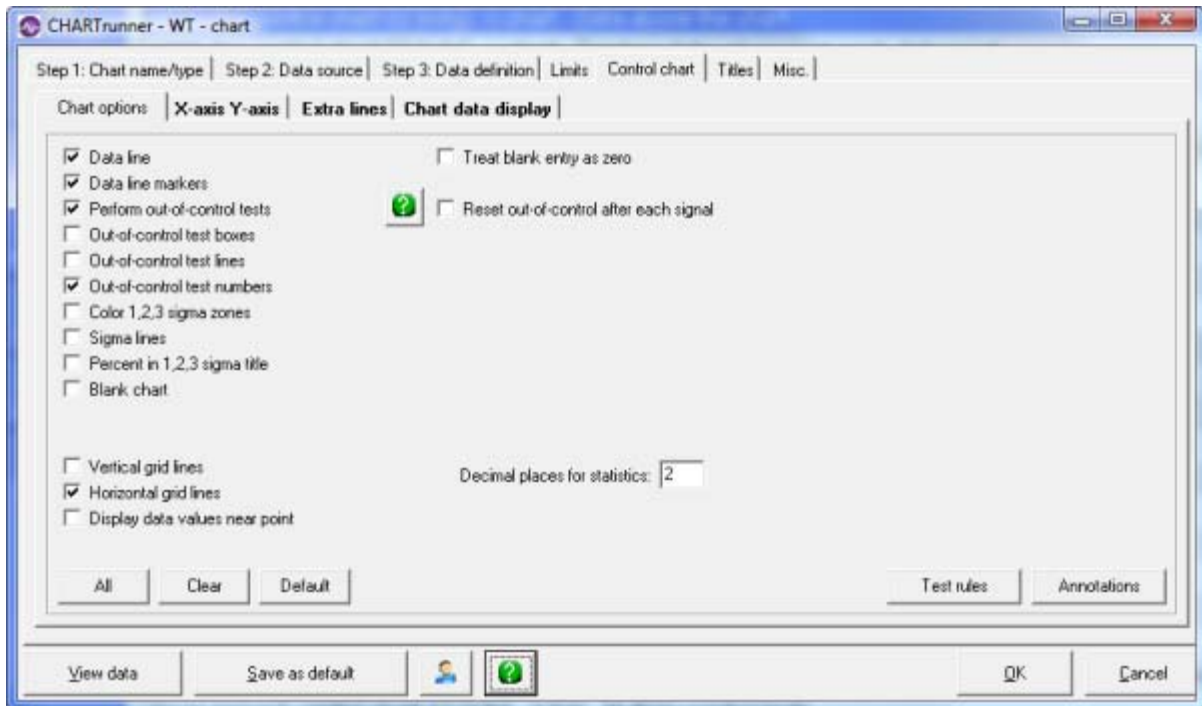 CHARTrunner - WT - chart
Step 1: Chart name/type Step 2: Data source Step 3: Data definition Limits Control chart Titles Misc.
Chart options X-axis Y-axis Extra lines Chart data display
Data line Treat blank entry as zero
Data line markers
Perform out-of-control tests Reset out-of-control after each signal
Out-of-control test boxes
Out-of-control test lines
Out-of-control test numbers
Color 1,2,3 sigma zones
Sigma lines
Percent in 1,2,3 sigma title
Blank chart
Vertical grid lines Decimal places for statistics: 2
Horizontal grid lines
Display data values near point
All Clear Default Test rules Annotations
View data Save as default OK Cancel